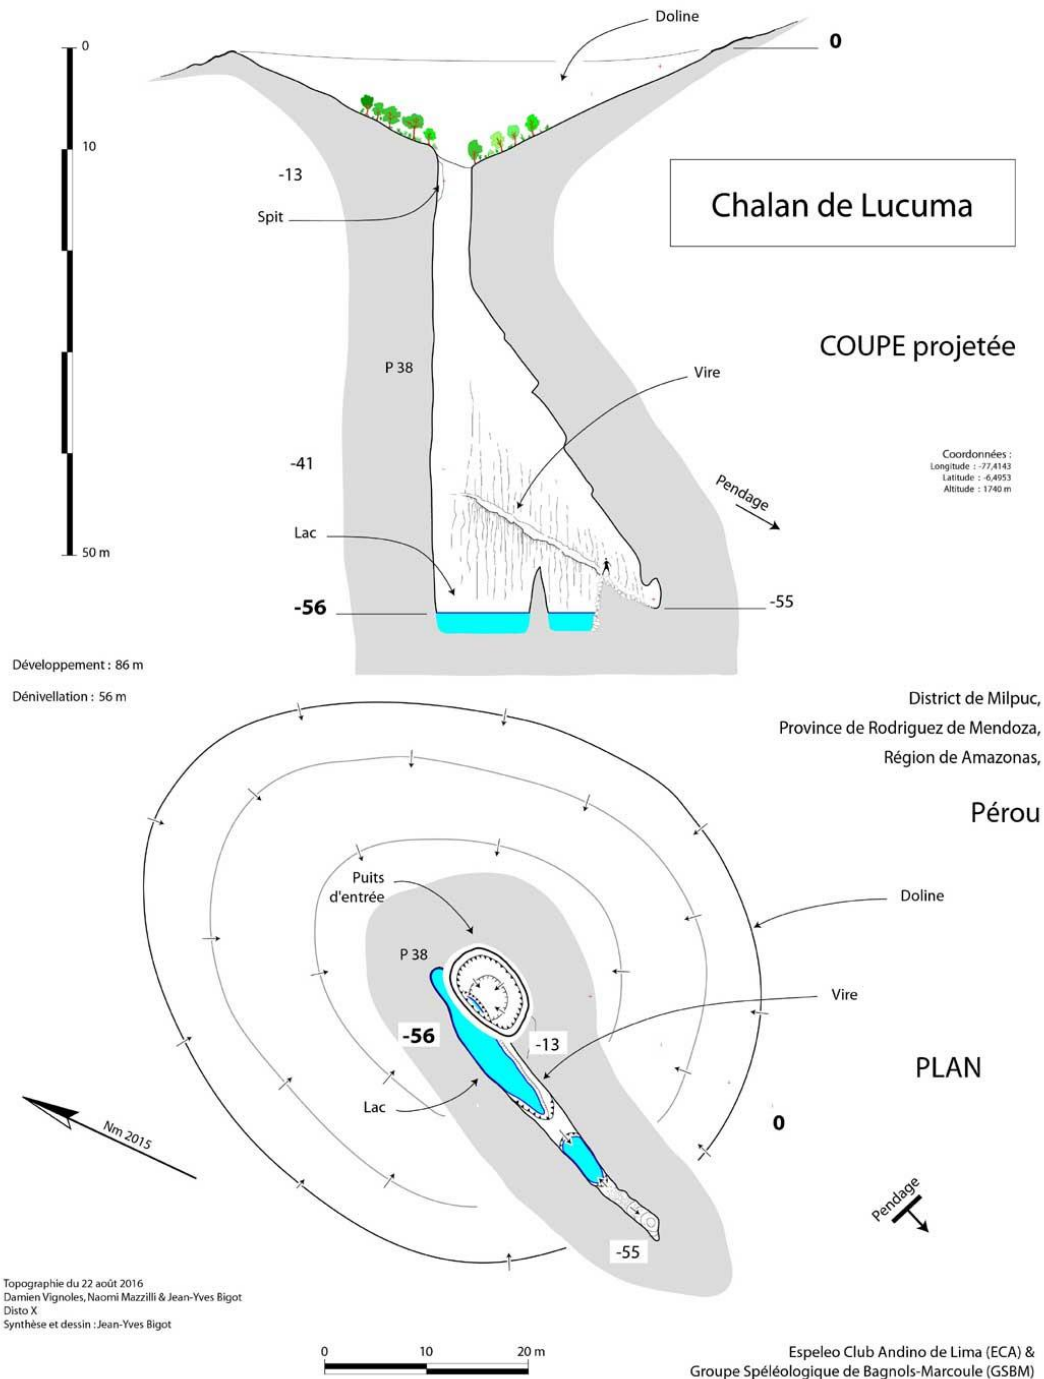 Doline
0
0
10
-13
Chalan de Lucuma
Spit
COUPE projetée
P 38
Vire
-41
Coordonnées :
Longitude : -77,4143
Latitude : -6,4953
Altitude : 1740 m
Pendage
Lac
50 m
-56
-55
Développement : 86 m
Dénivellation : 56 m
District de Milpuc,
Province de Rodriguez de Mendoza,
Région de Amazonas,
Pérou
Puits
d'entrée
Doline
P 38
Vire
-56
-13
PLAN
Lac
0
Nm 2015
Pendage
-55
Topographie du 22 août 2016
Damien Vignoles, Naomi Mazzilli & Jean-Yves Bigot
Disto X
Synthèse et dessin : Jean-Yves Bigot
0 10 20 m
Espeleo Club Andino de Lima (ECA) &
Groupe Spéléologique de Bagnols-Marcoule (GSBM)